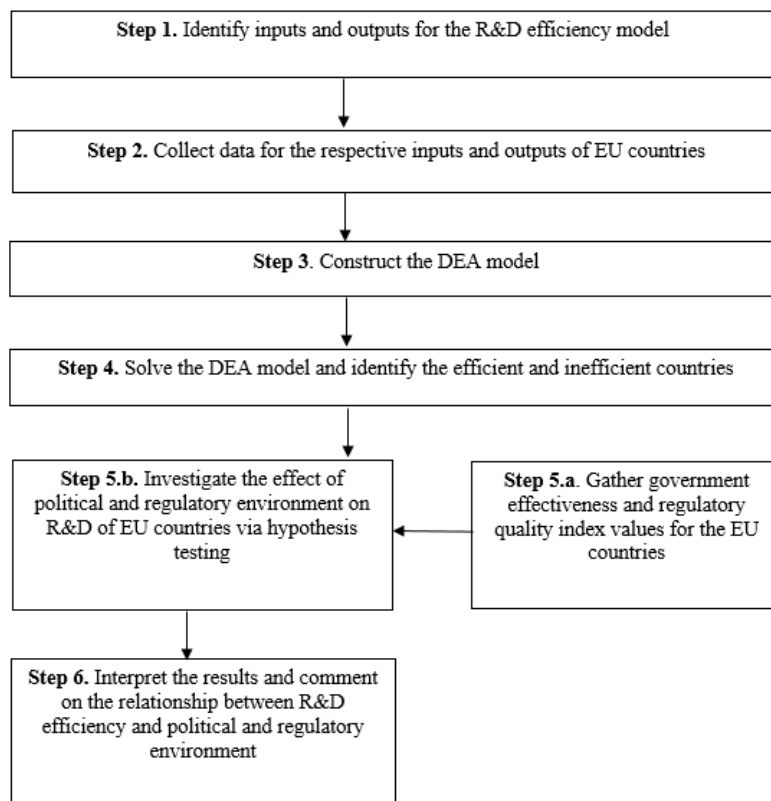 Step 1. Identify inputs and outputs for the R&D efficiency model
Step 2. Collect data for the respective inputs and outputs of EU countries
Step 3. Construct the DEA model
Step 4. Solve the DEA model and identify the efficient and inefficient countries
Step 5.b. Investigate the effect of
political and regulatory environment on
R&D of EU countries via hypothesis
testing
Step 5.a. Gather government
effectiveness and regulatory
quality index values for the EU
countries
Step 6. Interpret the results and comment
on the relationship between R&D
efficiency and political and regulatory
environment